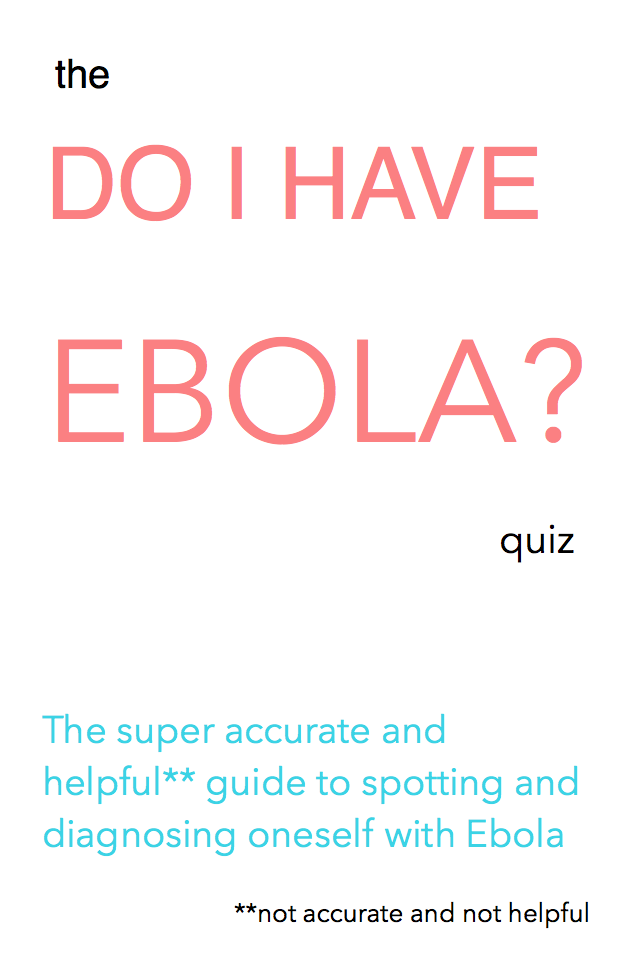 the
DO I HAVE
EBOLA?
quiz
The super accurate and
helpful** guide to spotting and
diagnosing oneself with Ebola
**not accurate and not helpful